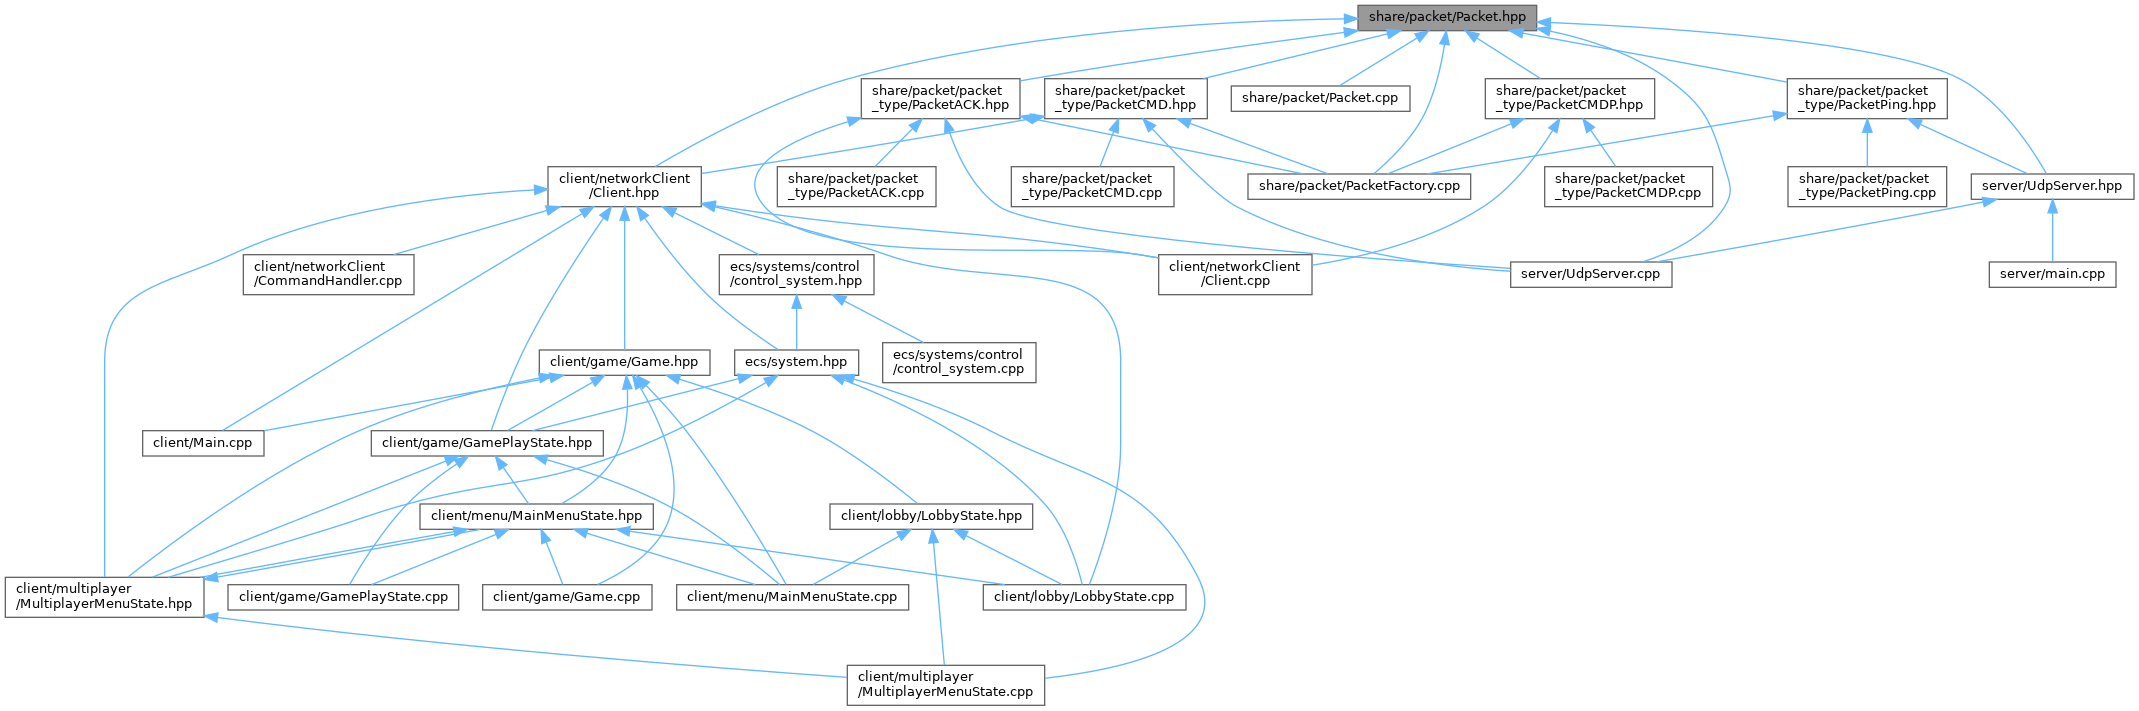 share/packet/Packet.hpp
share/packet/packet
_type/PacketACK.hpp
share/packet/packet
_type/PacketCMD.hpp
share/packet/Packet.cpp
share/packet/packet
_type/PacketCMDP.hpp
share/packet/packet
_type/PacketPing.hpp
client/networkClient
/Client.hpp
share/packet/packet
_type/PacketACK.cpp
share/packet/packet
_type/PacketCMD.cpp
share/packet/PacketFactory.cpp
share/packet/packet
_type/PacketCMDP.cpp
share/packet/packet
_type/PacketPing.cpp
server/UdpServer.hpp
client/networkClient
/CommandHandler.cpp
ecs/systems/control
/control_system.hpp
client/networkClient
/Client.cpp
server/UdpServer.cpp
server/main.cpp
client/game/Game.hpp
ecs/system.hpp
ecs/systems/control
/control_system.cpp
client/Main.cpp
client/game/GamePlayState.hpp
client/menu/MainMenuState.hpp
client/lobby/LobbyState.hpp
client/multiplayer
/MultiplayerMenuState.hpp
client/game/GamePlayState.cpp
client/game/Game.cpp
client/menu/MainMenuState.cpp
client/lobby/LobbyState.cpp
client/multiplayer
/MultiplayerMenuState.cpp